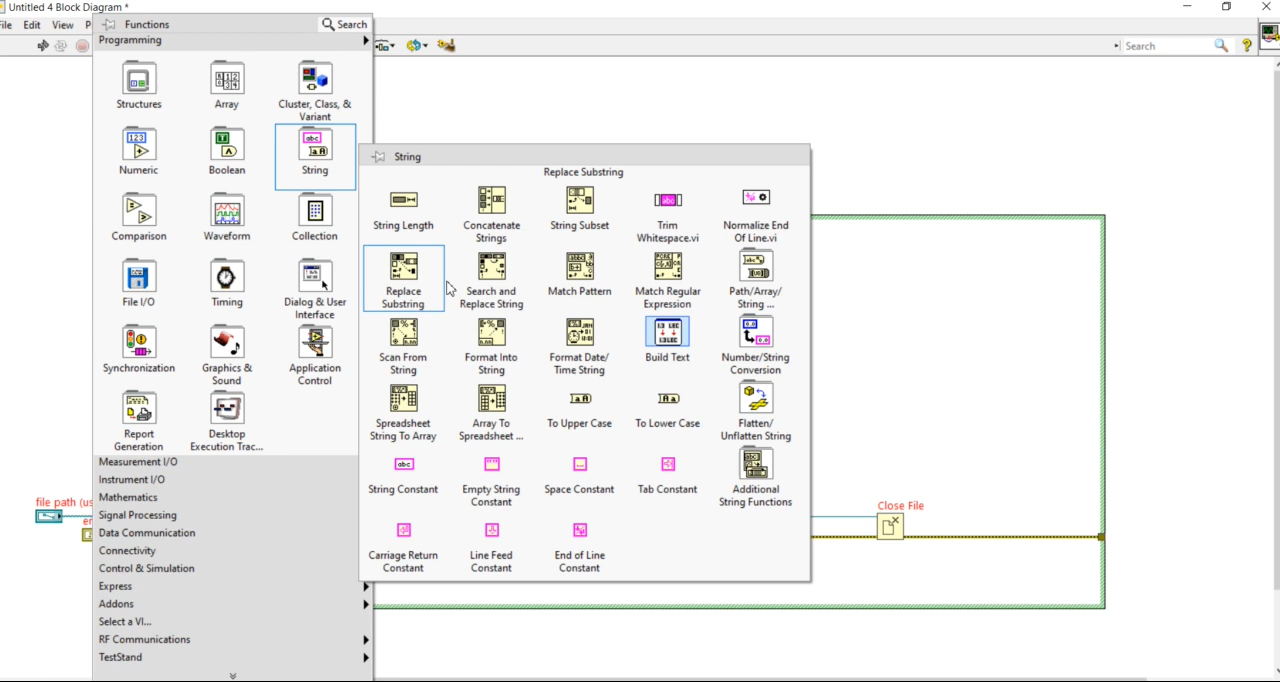 Untitled 4 Block Diagram *
File Edit View P
Functions
Search
Programming
Search
Structures
Array
Cluster, Class, &
Variant
Numeric
Boolean
String
Comparison
Waveform
Collection
File I/O
Timing
Dialog & User
Interface
Synchronization
Graphics &
Sound
Application
Control
Report
Generation
Desktop
Execution Trac...
Measurement I/O
Instrument I/O
Mathematics
Signal Processing
Data Communication
Connectivity
Control & Simulation
Express
Addons
Select a VI...
RF Communications
TestStand
String
Replace Substring
String Length
Concatenate
Strings
String Subset
Trim
Whitespace.vi
Normalize End
Of Line.vi
Replace
Substring
Search and
Replace String
Match Pattern
Match Regular
Expression
Path/Array/
String ...
Scan From
String
Format Into
String
Format Date/
Time String
Build Text
Number/String
Conversion
Spreadsheet
String To Array
Array To
Spreadsheet ...
To Upper Case
To Lower Case
Flatten/
Unflatten String
String Constant
Empty String
Constant
Space Constant
Tab Constant
Additional
String Functions
Carriage Return
Constant
Line Feed
Constant
End of Line
Constant
file path (us
er
Close File